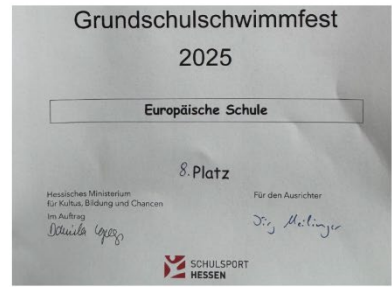 Grundschulschwimmfest
2025
Europäische Schule
8. Platz
Hessisches Ministerium
für Kultus, Bildung und Chancen
Im Auftrag
Für den Ausrichter
SCHULSPORT
HESSEN